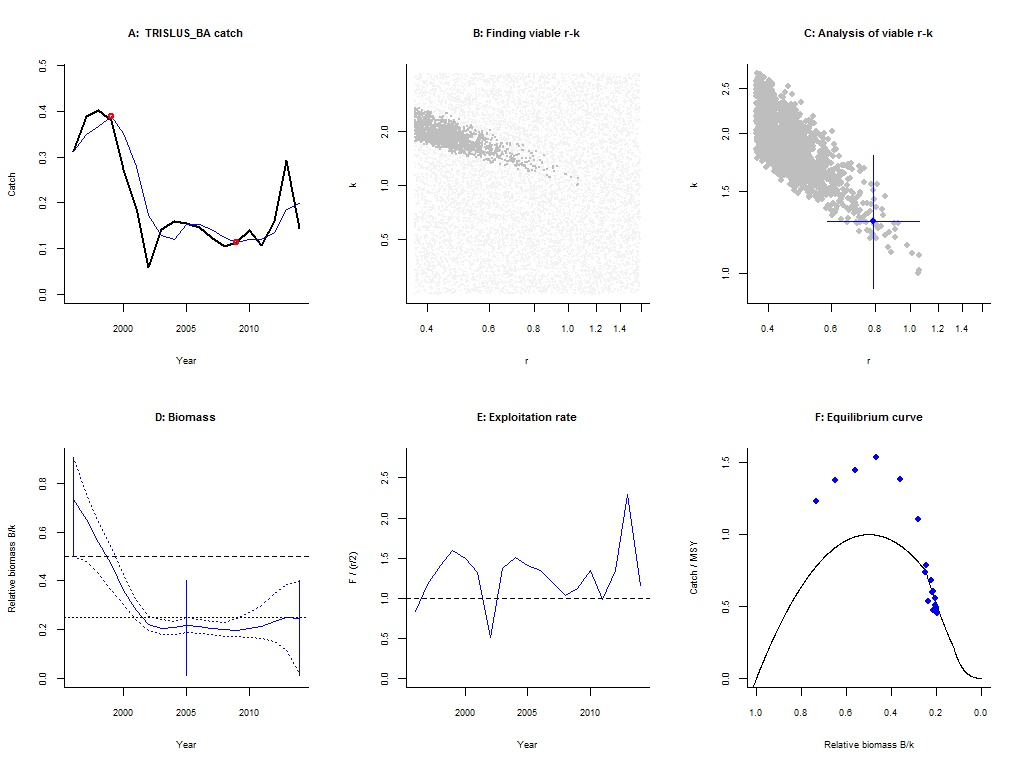 A:  TRISLUS_BA catch
Catch
0.5
0.4
0.3
0.2
0.1
0.0
2000 2005 2010
Year
B: Finding viable r-k
k
2.0
1.0
0.5
0.4 0.6 0.8 1.0 1.2 1.4
r
C: Analysis of viable r-k
k
2.5
2.0
1.5
1.0
0.4 0.6 0.8 1.0 1.2 1.4
r
D: Biomass
Relative biomass B/k
0.8
0.6
0.4
0.2
0.0
2000 2005 2010
Year
E: Exploitation rate
F / (r/2)
2.5
2.0
1.5
1.0
0.5
0.0
2000 2005 2010
Year
F: Equilibrium curve
Catch / MSY
1.5
1.0
0.5
0.0
1.0 0.8 0.6 0.4 0.2 0.0
Relative biomass B/k